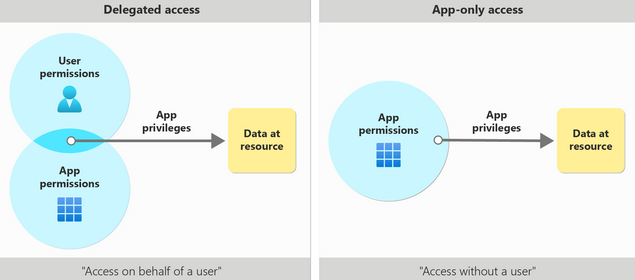 Delegated access
User
permissions
App
privileges
Data at
resource
App
permissions
"Access on behalf of a user"
App-only access
App
permissions
App
privileges
Data at
resource
"Access without a user"